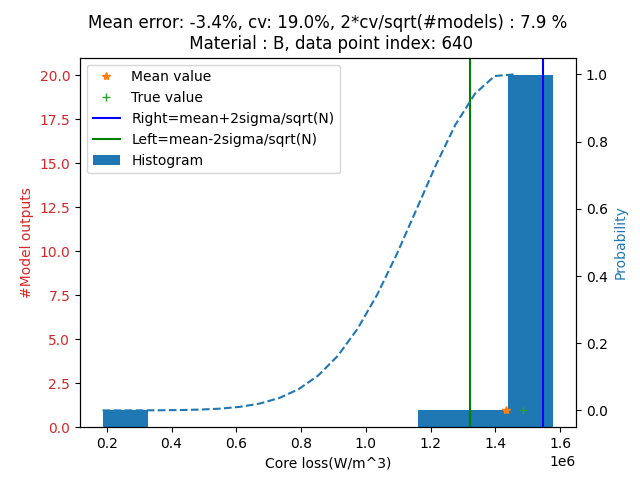 Mean error: -3.4%, cv: 19.0%, 2*cv/sqrt(#models) : 7.9 %
Material : B, data point index: 640
20.0
17.5
15.0
12.5
10.0
7.5
5.0
2.5
0.0
#Model outputs
Mean value
True value
Right=mean+2sigma/sqrt(N)
Left=mean-2sigma/sqrt(N)
Histogram
1.0
0.8
0.6
0.4
0.2
0.0
Probability
0.2 0.4 0.6 0.8 1.0 1.2 1.4 1.6
1e6
Core loss(W/m^3)